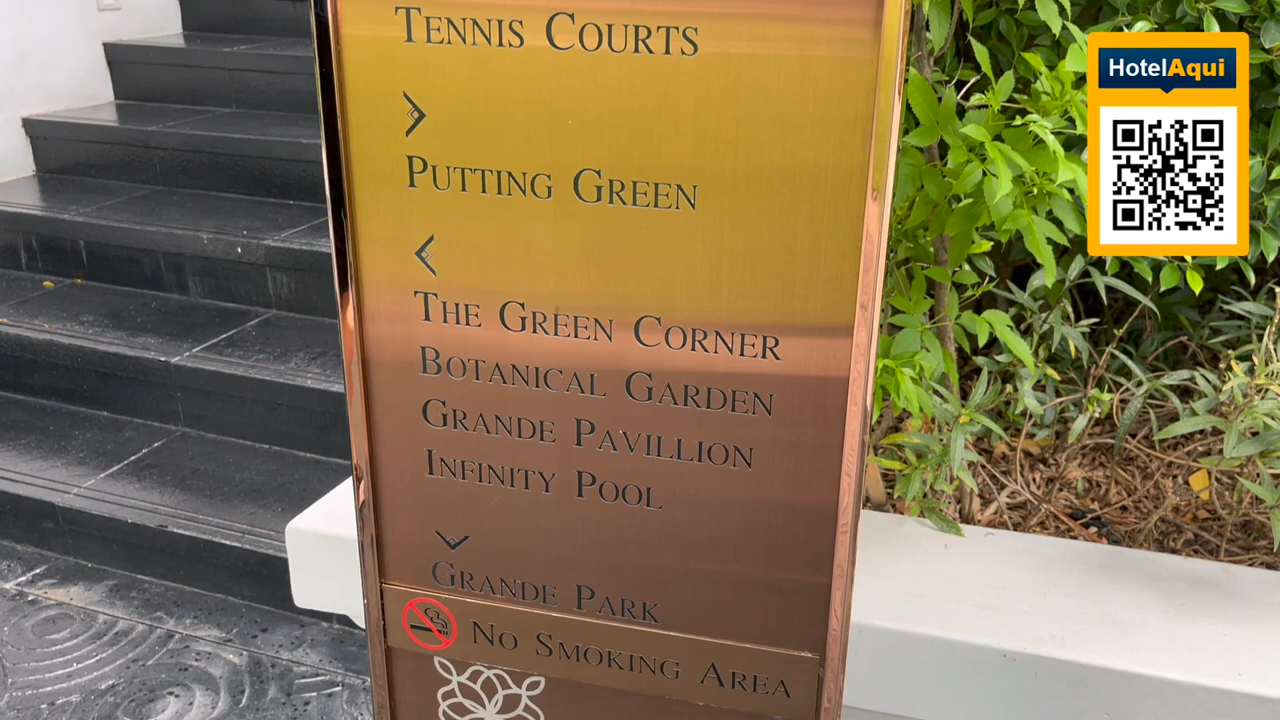 TENNIS COURTS
PUTTING GREEN
THE GREEN CORNER
BOTANICAL GARDEN
GRANDE PAVILLION
INFINITY POOL
GRANDE PARK
NO SMOKING AREA
HotelAqui